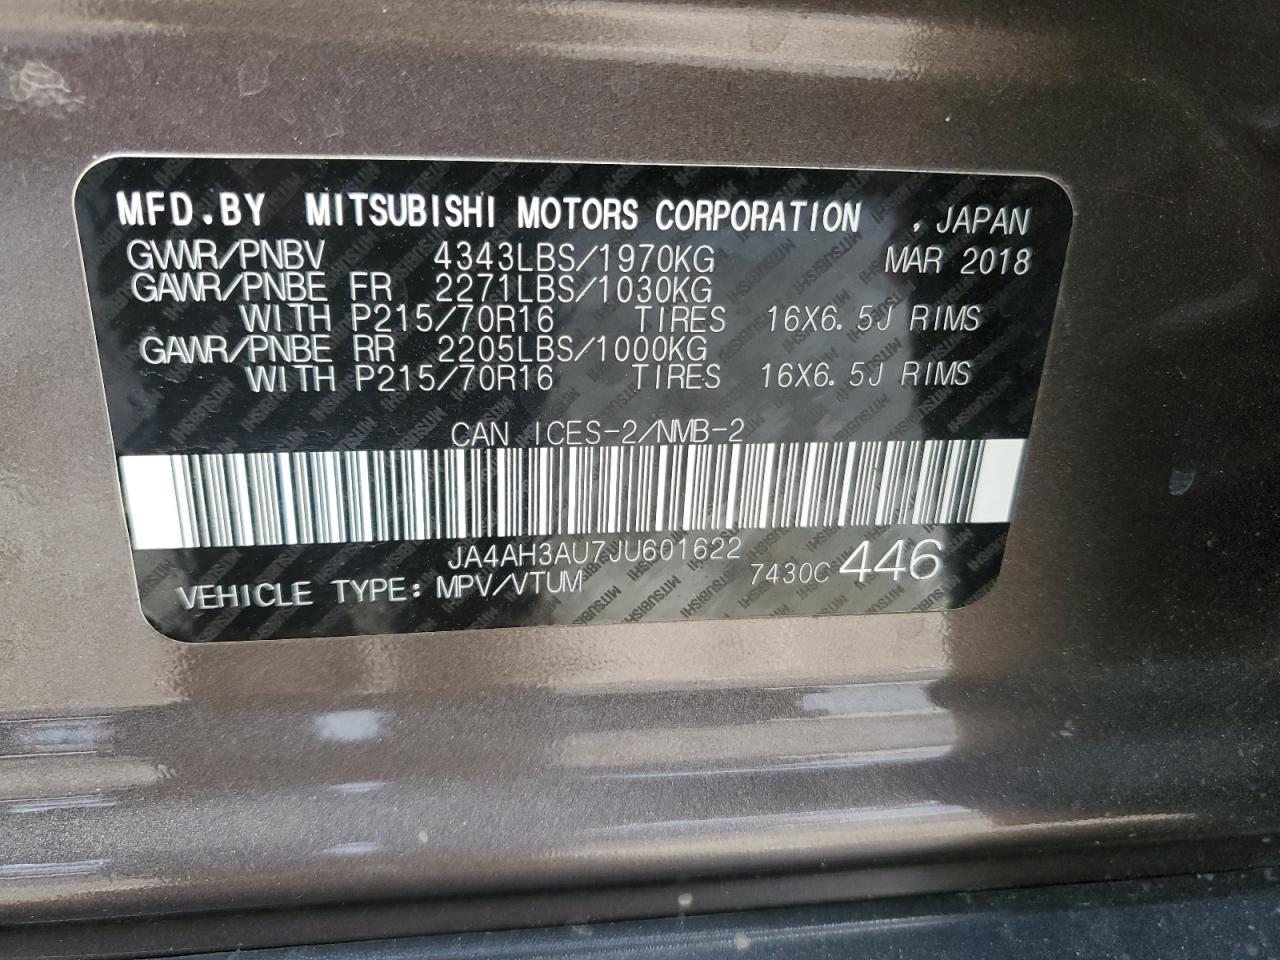 MFD.BY MITSUBISHI MOTORS CORPORATION , JAPAN
GVWR/PNBV 4343LBS/1970KG MAR 2018
GAWR/PNBE FR 2271LBS/1030KG
WITH P215/70R16 TIRES 16X6.5J RIMS
GAWR/PNBE RR 2205LBS/1000KG
WITH P215/70R16 TIRES 16X6.5J RIMS
CAN ICES-2/NMB-2
JA4AH3AU7JU601622
VEHICLE TYPE: MPV/VTUM 7430C 446